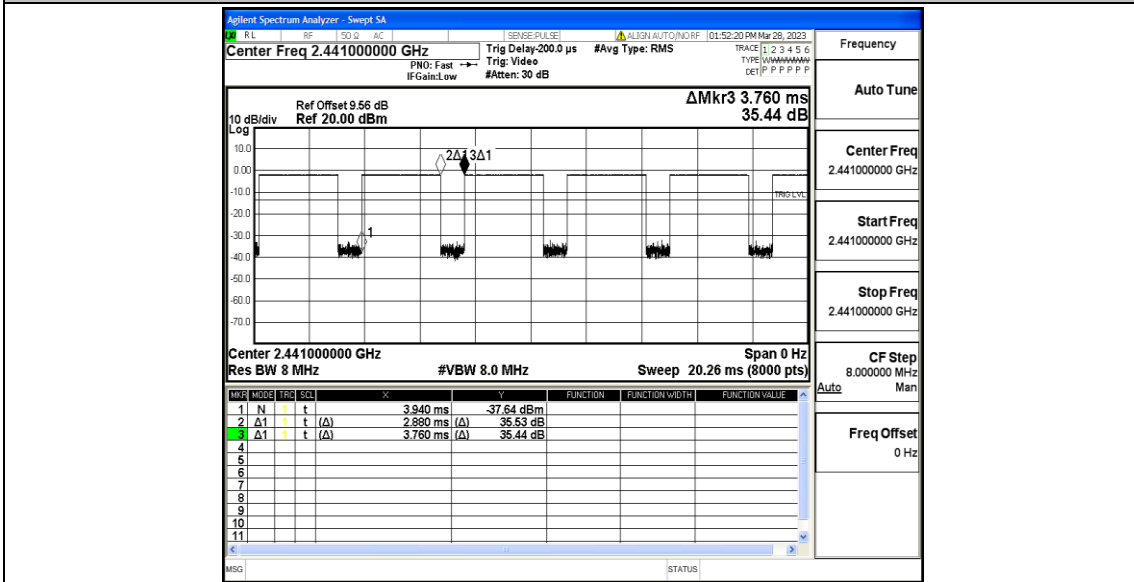 Agilent Spectrum Analyzer - Swept SA
RL RF 50 Ω AC SENSE:PULSE ALIGN AUTO/NO RF 01:52:20 PM Mar 28, 2023
Center Freq 2.441000000 GHz
PNO: Fast
IFGain:Low
Trig Delay-200.0 µs
Trig: Video
#Atten: 30 dB
#Avg Type: RMS
TRACE 1 2 3 4 5 6
TYPE
DET P P P P P P
Frequency
Auto Tune
Center Freq
2.441000000 GHz
Start Freq
2.441000000 GHz
Stop Freq
2.441000000 GHz
CF Step
8.000000 MHz
Auto Man
Freq Offset
0 Hz
ΔMkr3 3.760 ms
35.44 dB
Ref Offset 9.56 dB
10 dB/div Ref 20.00 dBm
Log
10.0
0.00
-10.0
-20.0
-30.0
-40.0
-50.0
-60.0
-70.0
2Δ1 3Δ1
1
TRIG LVL
Center 2.441000000 GHz Span 0 Hz
Res BW 8 MHz #VBW 8.0 MHz Sweep 20.26 ms (8000 pts)
MKR MODE TRC SCL X Y FUNCTION FUNCTION WIDTH FUNCTION VALUE
1 N 1 t 3.940 ms -37.64 dBm
2 Δ1 1 t (Δ) 2.880 ms (Δ) 35.53 dB
3 Δ1 1 t (Δ) 3.760 ms (Δ) 35.44 dB
4
5
6
7
8
9
10
11
MSG STATUS